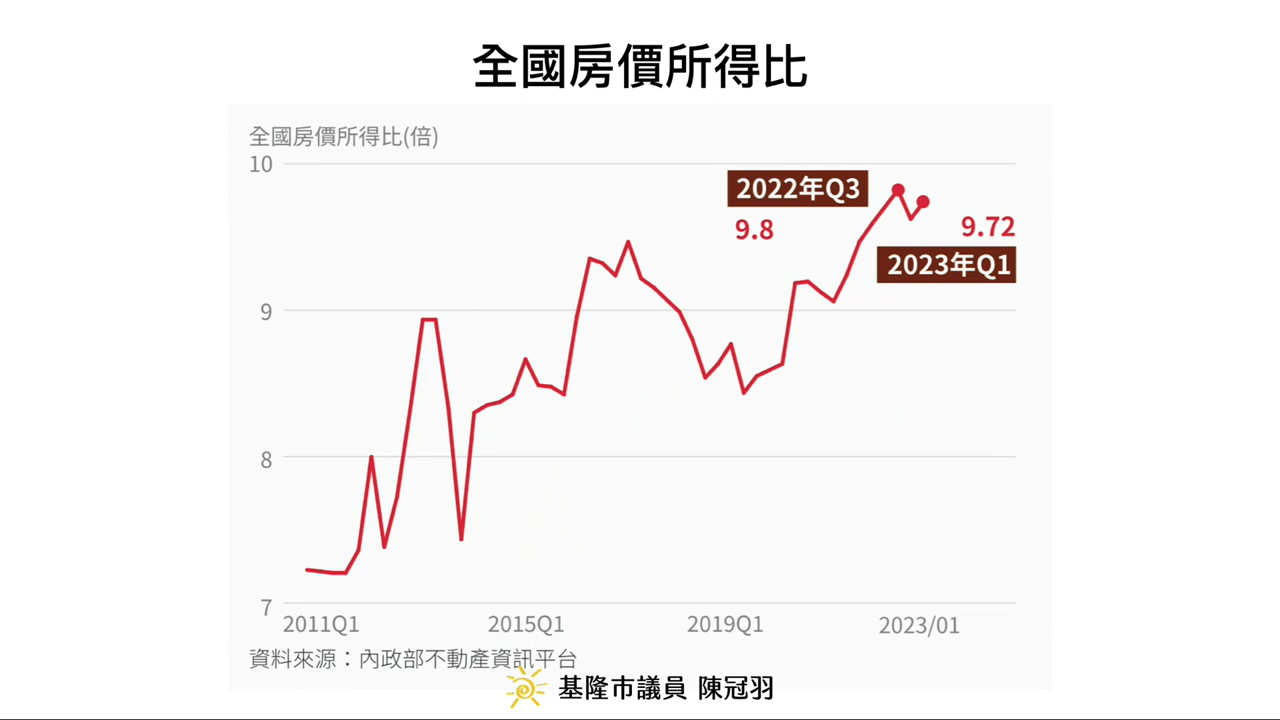 全國房價所得比
全國房價所得比(倍)
10
2022年Q3
9.8
9.72
2023年Q1
9
8
7
2011Q1 2015Q1 2019Q1 2023/01
資料來源：內政部不動產資訊平台
基隆市議員 陳冠羽